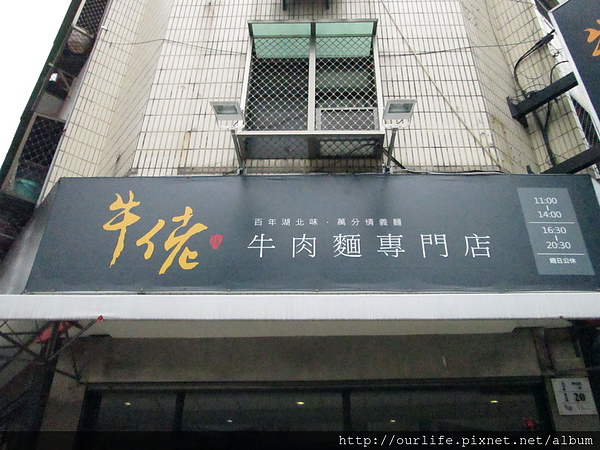 牛佬
百年湖北味 · 萬分情義麵
牛肉麵專門店
11:00
14:00
16:30
20:30
週日公休
20
http://ourlife.pixnet.net/album